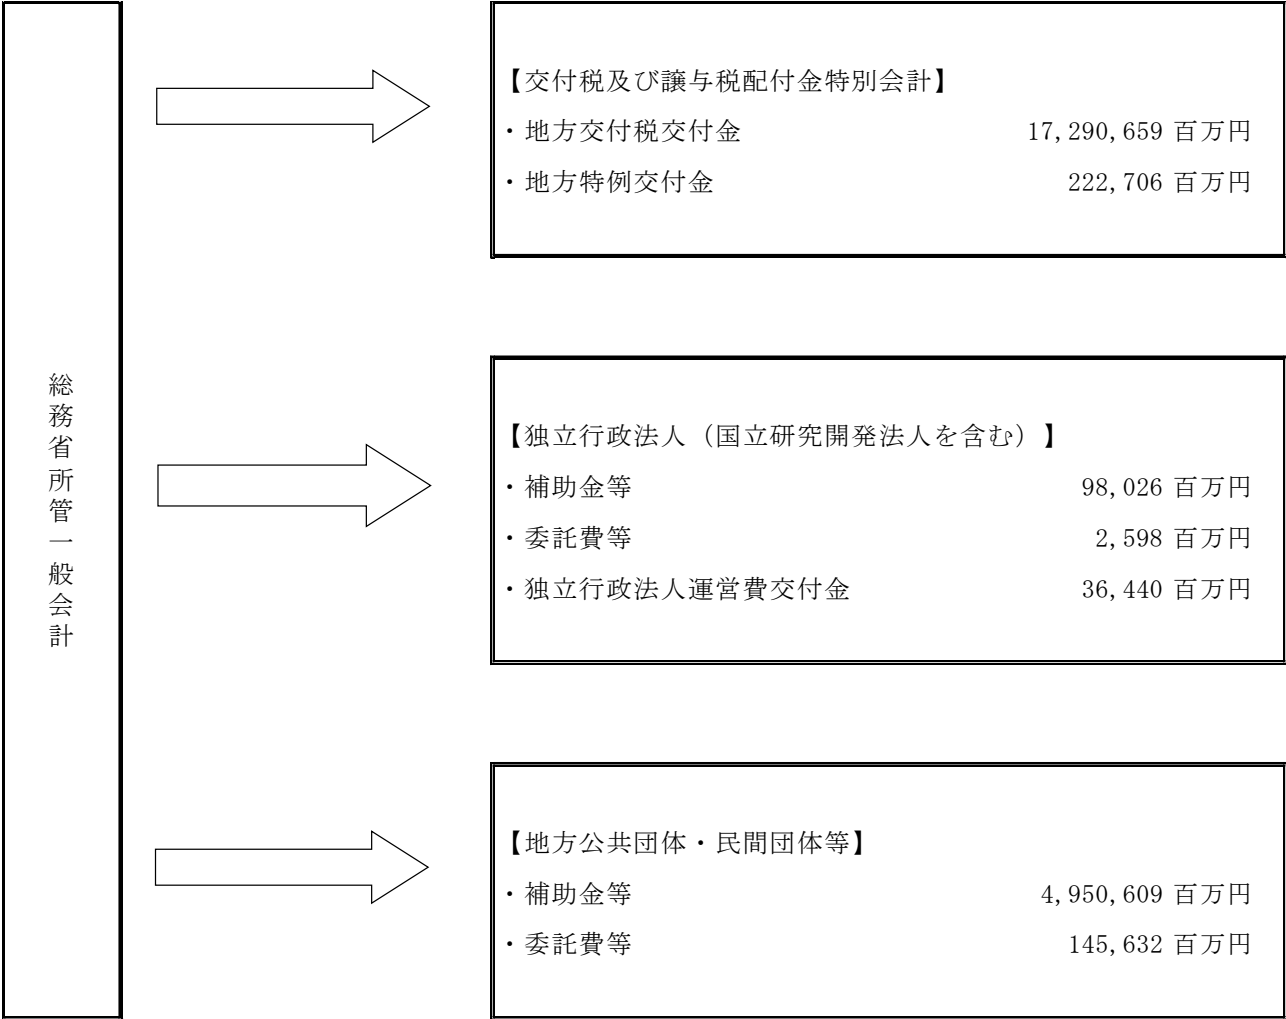 総務省所管一般会計
【交付税及び譲与税配付金特別会計】
・地方交付税交付金 17,290,659 百万円
・地方特例交付金 222,706 百万円
【独立行政法人（国立研究開発法人を含む）】
・補助金等 98,026 百万円
・委託費等 2,598 百万円
・独立行政法人運営費交付金 36,440 百万円
【地方公共団体・民間団体等】
・補助金等 4,950,609 百万円
・委託費等 145,632 百万円